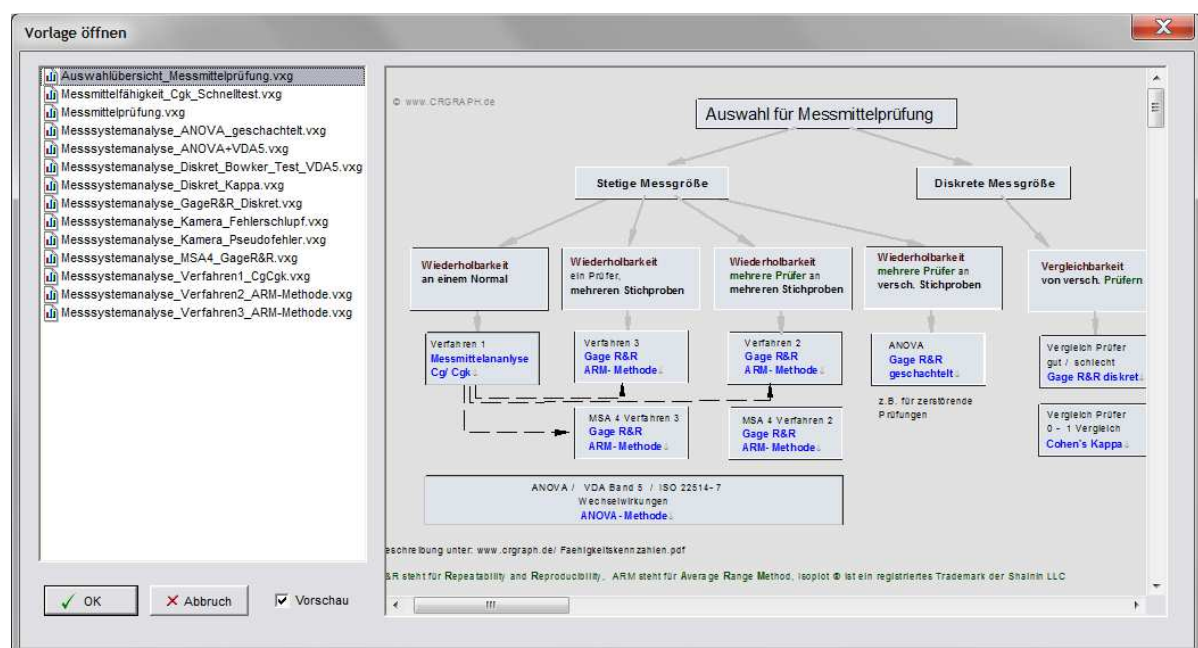 Vorlage öffnen
Auswahlübersicht_Messmittelprüfung.vxg
Messmittelfähigkeit_Cgk_Schnelltest.vxg
Messmittelprüfung.vxg
Messsystemanalyse_ANOVA_geschachtelt.vxg
Messsystemanalyse_ANOVA+VDA5.vxg
Messsystemanalyse_Diskret_Bowker_Test_VDA5.vxg
Messsystemanalyse_Diskret_Kappa.vxg
Messsystemanalyse_GageR&R_Diskret.vxg
Messsystemanalyse_Kamera_Fehlerschlupf.vxg
Messsystemanalyse_Kamera_Pseudofehler.vxg
Messsystemanalyse_MSA4_GageR&R.vxg
Messsystemanalyse_Verfahren1_CgCgk.vxg
Messsystemanalyse_Verfahren2_ARM-Methode.vxg
Messsystemanalyse_Verfahren3_ARM-Methode.vxg
OK
Abbruch
Vorschau
© www.CRGRAPH.de
Auswahl für Messmittelprüfung
Stetige Messgröße
Diskrete Messgröße
Wiederholbarkeit
an einem Normal
Wiederholbarkeit
ein Prüfer,
mehreren Stichproben
Wiederholbarkeit
mehrere Prüfer an
mehreren Stichproben
Wiederholbarkeit
mehrere Prüfer an
versch. Stichproben
Vergleichbarkeit
von versch. Prüfern
Verfahren 1
Messmittelananlyse
Cg/ Cgk
Verfahren 3
Gage R&R
ARM- Methode
Verfahren 2
Gage R&R
ARM- Methode
ANOVA
Gage R&R
geschachtelt
Vergleich Prüfer
gut / schlecht
Gage R&R diskret
z.B. für zerstörende
Prüfungen
MSA 4 Verfahren 3
Gage R&R
ARM- Methode
MSA 4 Verfahren 2
Gage R&R
ARM- Methode
Vergleich Prüfer
0 - 1 Vergleich
Cohen's Kappa
ANOVA / VDA Band 5 / ISO 22514-7
Wechselwirkungen
ANOVA-Methode
eschreibung unter: www.crgraph.de/ Faehigkeitskennzahlen.pdf
&R steht für Repeatability and Reproducibility, ARM steht für Average Range Method, Isoplot ® ist ein registriertes Trademark der Shainin LLC